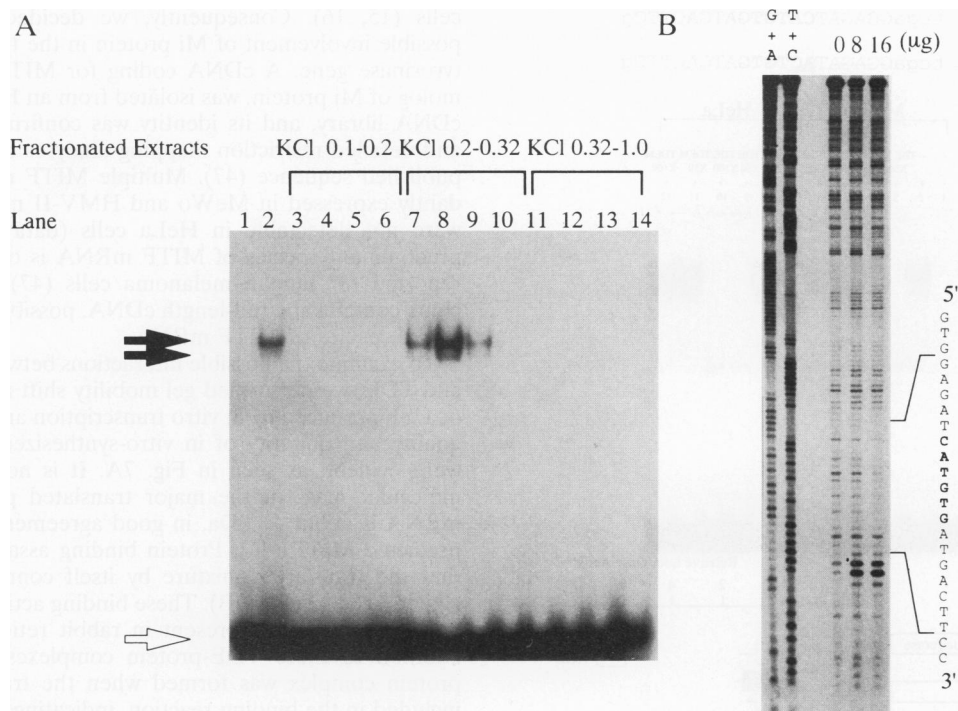 A
B
G + A
T + C
0 8 16 (μg)
Fractionated Extracts KCl 0.1-0.2 KCl 0.2-0.32 KCl 0.32-1.0
Lane 1 2 3 4 5 6 7 8 9 10 11 12 13 14
5'
GTGGAGATCATGTGATGACTTCC
3'